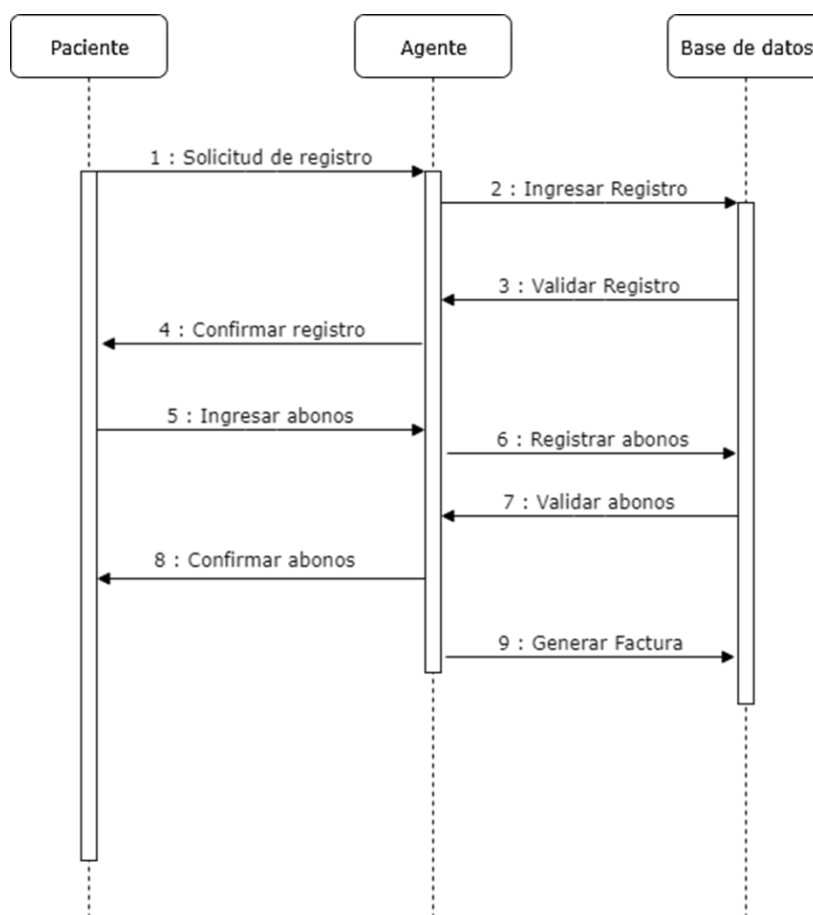 Paciente
Agente
Base de datos
1 : Solicitud de registro
2 : Ingresar Registro
3 : Validar Registro
4 : Confirmar registro
5 : Ingresar abonos
6 : Registrar abonos
7 : Validar abonos
8 : Confirmar abonos
9 : Generar Factura